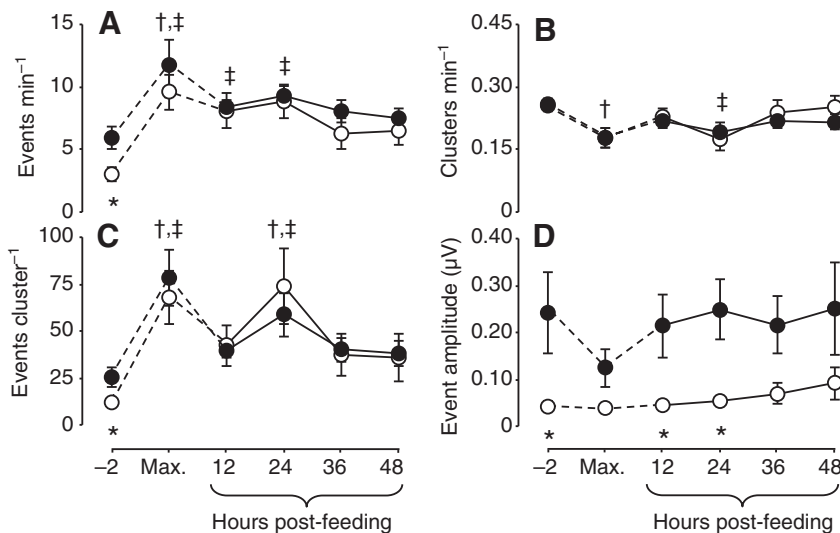 A
†,‡
‡
‡
*
15
10
5
0
Events min⁻¹
B
†
‡
0.45
0.30
0.15
0
Clusters min⁻¹
C
†,‡
†,‡
*
100
75
50
25
0
Events cluster⁻¹
–2 Max. 12 24 36 48
Hours post-feeding
D
*
*
*
0.40
0.30
0.20
0.10
0
Event amplitude (µV)
–2 Max. 12 24 36 48
Hours post-feeding